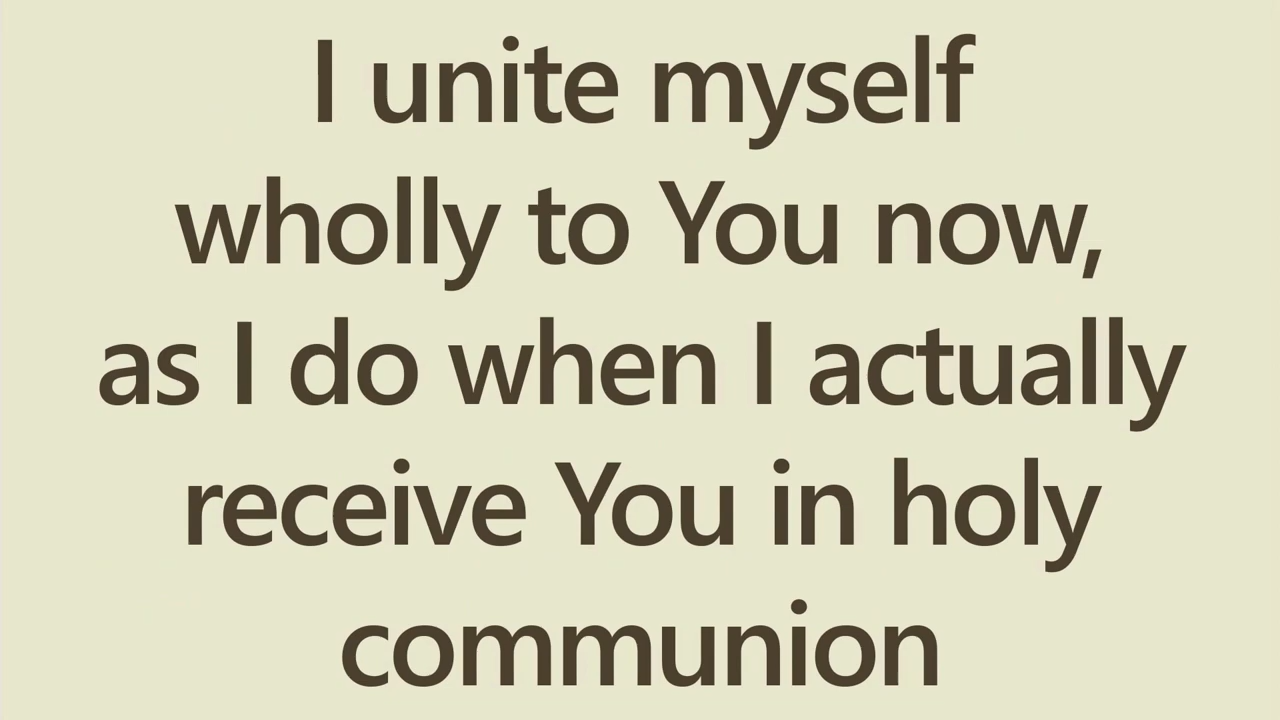 I unite myself
wholly to You now,
as I do when I actually
receive You in holy
communion